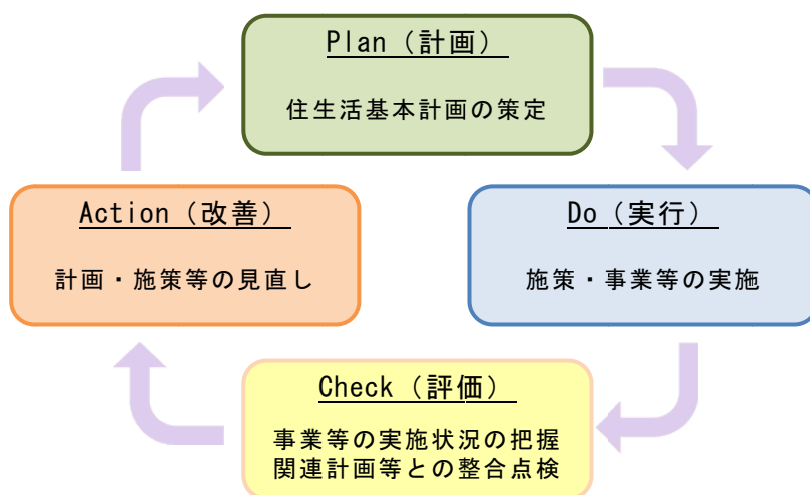 Plan（計画）
住生活基本計画の策定
Do（実行）
施策・事業等の実施
Check（評価）
事業等の実施状況の把握
関連計画等との整合点検
Action（改善）
計画・施策等の見直し